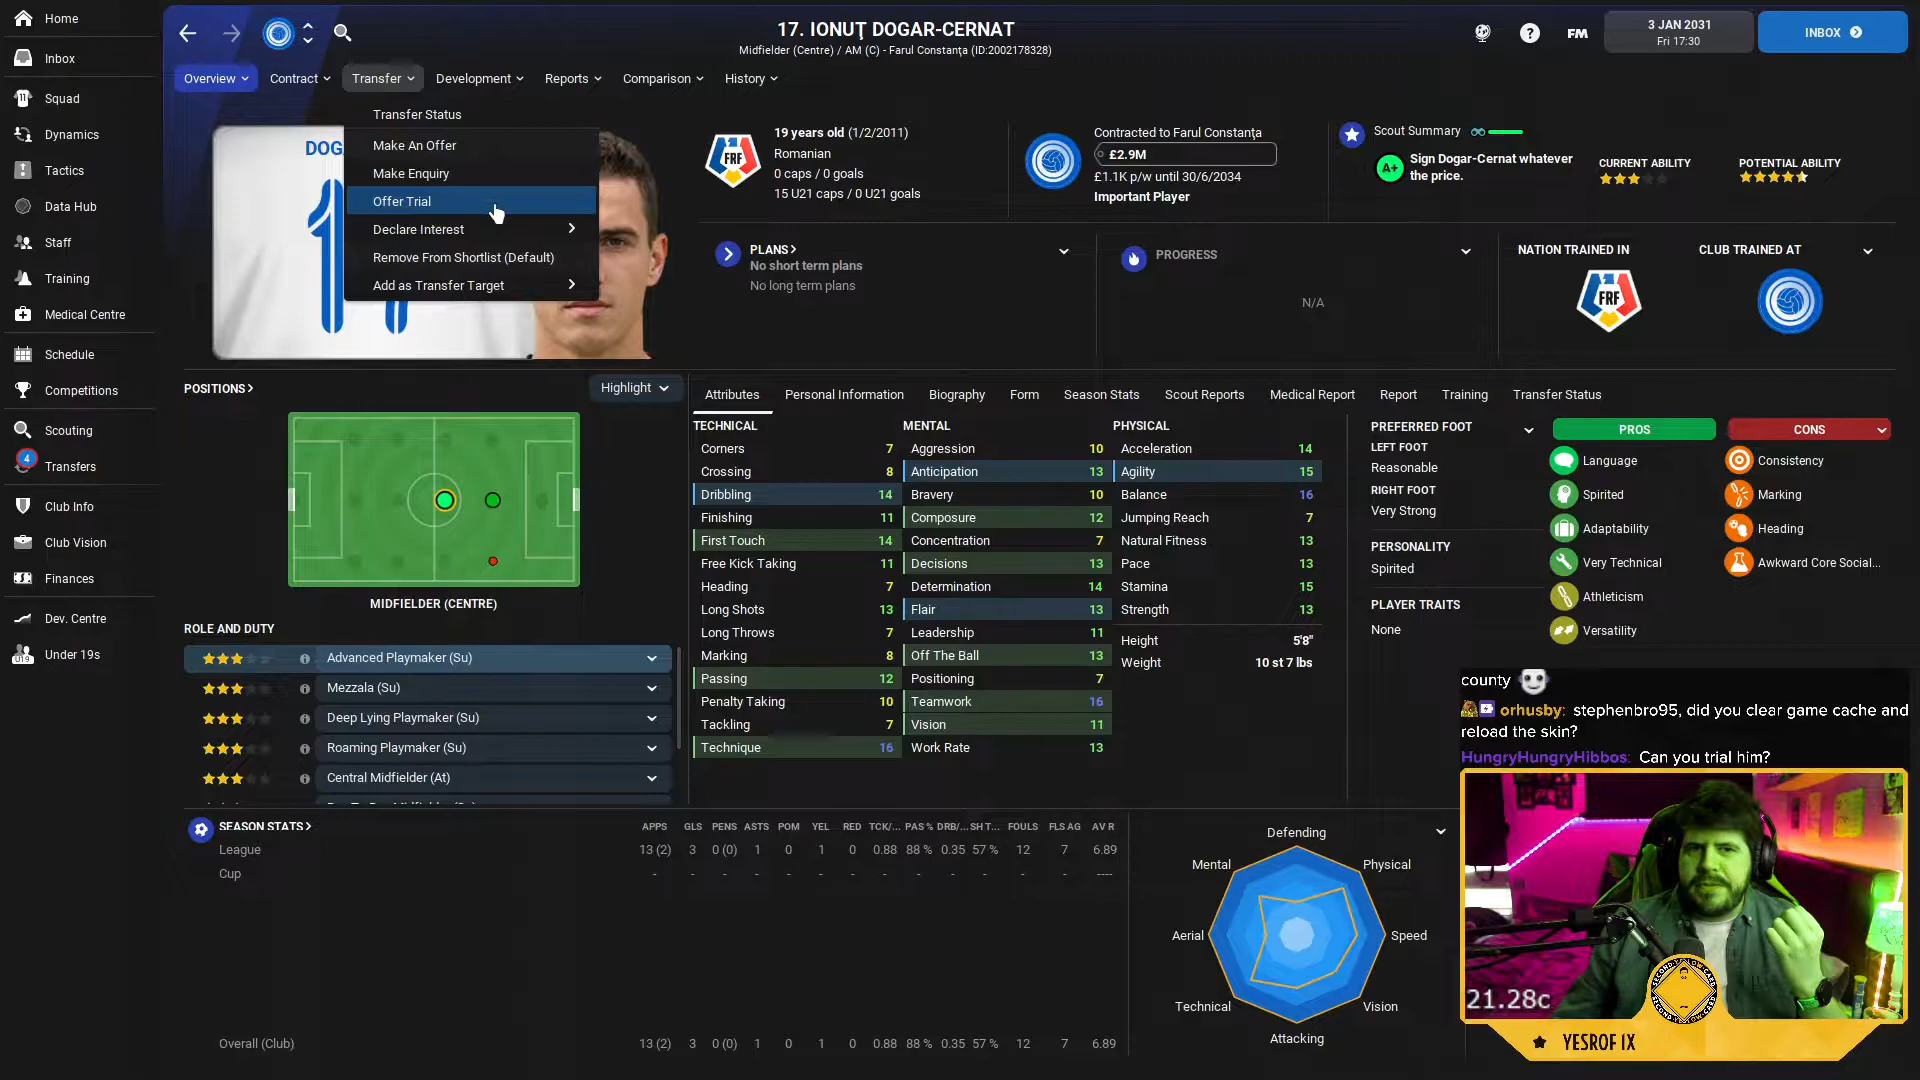 Home
Inbox
Squad
Dynamics
Tactics
Data Hub
Staff
Training
Medical Centre
Schedule
Competitions
Scouting
4
Transfers
Club Info
Club Vision
Finances
Dev. Centre
U19
Under 19s
17. IONUŢ DOGAR-CERNAT
Midfielder (Centre) / AM (C) - Farul Constanţa (ID:2002178328)
FM
3 JAN 2031
Fri 17:30
INBOX
Overview
Contract
Transfer
Development
Reports
Comparison
History
Transfer Status
Make An Offer
Make Enquiry
Offer Trial
Declare Interest
Remove From Shortlist (Default)
Add as Transfer Target
DOG
FRF
19 years old (1/2/2011)
Romanian
0 caps / 0 goals
15 U21 caps / 0 U21 goals
Contracted to Farul Constanţa
£2.9M
£1.1K p/w until 30/6/2034
Important Player
Scout Summary
A+
Sign Dogar-Cernat whatever
the price.
CURRENT ABILITY
POTENTIAL ABILITY
PLANS
No short term plans
No long term plans
PROGRESS
N/A
NATION TRAINED IN
FRF
CLUB TRAINED AT
POSITIONS
Highlight
MIDFIELDER (CENTRE)
ROLE AND DUTY
Advanced Playmaker (Su)
Mezzala (Su)
Deep Lying Playmaker (Su)
Roaming Playmaker (Su)
Central Midfielder (At)
Attributes
Personal Information
Biography
Form
Season Stats
Scout Reports
Medical Report
Report
Training
Transfer Status
TECHNICAL
Corners 7
Crossing 8
Dribbling 14
Finishing 11
First Touch 14
Free Kick Taking 11
Heading 7
Long Shots 13
Long Throws 7
Marking 8
Passing 12
Penalty Taking 10
Tackling 7
Technique 16
MENTAL
Aggression 10
Anticipation 13
Bravery 10
Composure 12
Concentration 7
Decisions 13
Determination 14
Flair 13
Leadership 11
Off The Ball 13
Positioning 7
Teamwork 16
Vision 11
Work Rate 13
PHYSICAL
Acceleration 14
Agility 15
Balance 16
Jumping Reach 7
Natural Fitness 13
Pace 13
Stamina 15
Strength 13
Height 5'8"
Weight 10 st 7 lbs
PREFERRED FOOT
LEFT FOOT
Reasonable
RIGHT FOOT
Very Strong
PERSONALITY
Spirited
PLAYER TRAITS
None
PROS
Language
Spirited
Adaptability
Very Technical
Athleticism
Versatility
CONS
Consistency
Marking
Heading
Awkward Core Social...
SEASON STATS
APPS GLS PENS ASTS POM YEL RED TCK/... PAS % DRB/... SH T... FOULS FLS AG AV R
League 13 (2) 3 0 (0) 1 0 1 0 0.88 88 % 0.35 57 % 12 7 6.89
Cup - - - - - - - - - - - - - ----
Overall (Club) 13 (2) 3 0 (0) 1 0 1 0 0.88 88 % 0.35 57 % 12 7 6.89
Defending
Mental
Physical
Aerial
Speed
Technical
Vision
Attacking
county
orhusby: stephenbro95, did you clear game cache and
reload the skin?
HungryHungryHibbos: Can you trial him?
21.28c
SECOND YELLOW CARD
YESROF IX